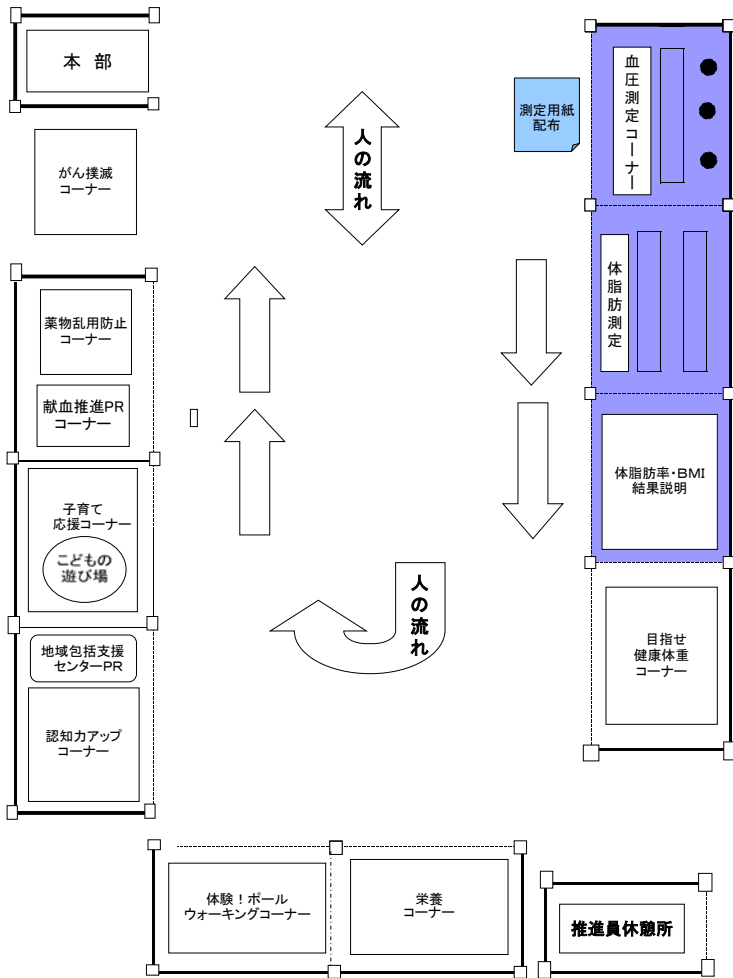 本 部
がん撲滅
コーナー
人の流れ
測定用紙
配布
血圧測定コーナー
体脂肪測定
体脂肪率・BMI
結果説明
目指せ
健康体重
コーナー
薬物乱用防止
コーナー
献血推進PR
コーナー
子育て
応援コーナー
こどもの
遊び場
地域包括支援
センターPR
認知力アップ
コーナー
人の流れ
体験！ポール
ウォーキングコーナー
栄養
コーナー
推進員休憩所